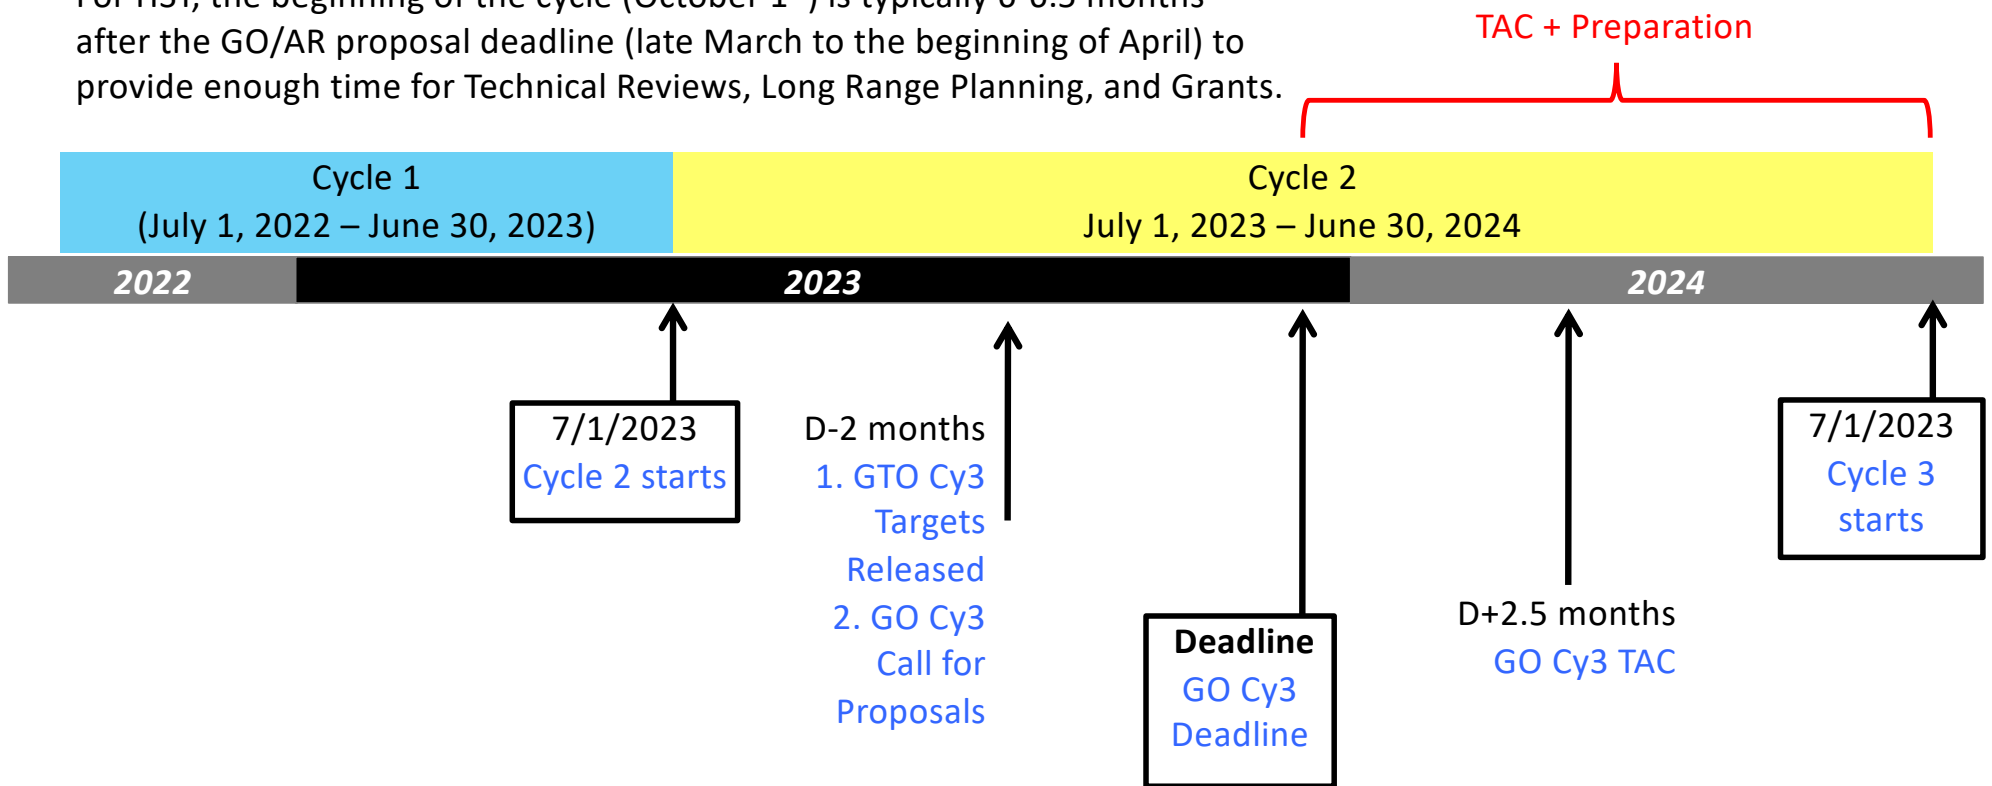 after the GO/AR proposal deadline (late March to the beginning of April) to
provide enough time for Technical Reviews, Long Range Planning, and Grants.
TAC + Preparation
Cycle 1
(July 1, 2022 – June 30, 2023)
Cycle 2
July 1, 2023 – June 30, 2024
2022
2023
2024
7/1/2023
Cycle 2 starts
D-2 months
1. GTO Cy3
Targets
Released
2. GO Cy3
Call for
Proposals
Deadline
GO Cy3
Deadline
D+2.5 months
GO Cy3 TAC
7/1/2023
Cycle 3
starts